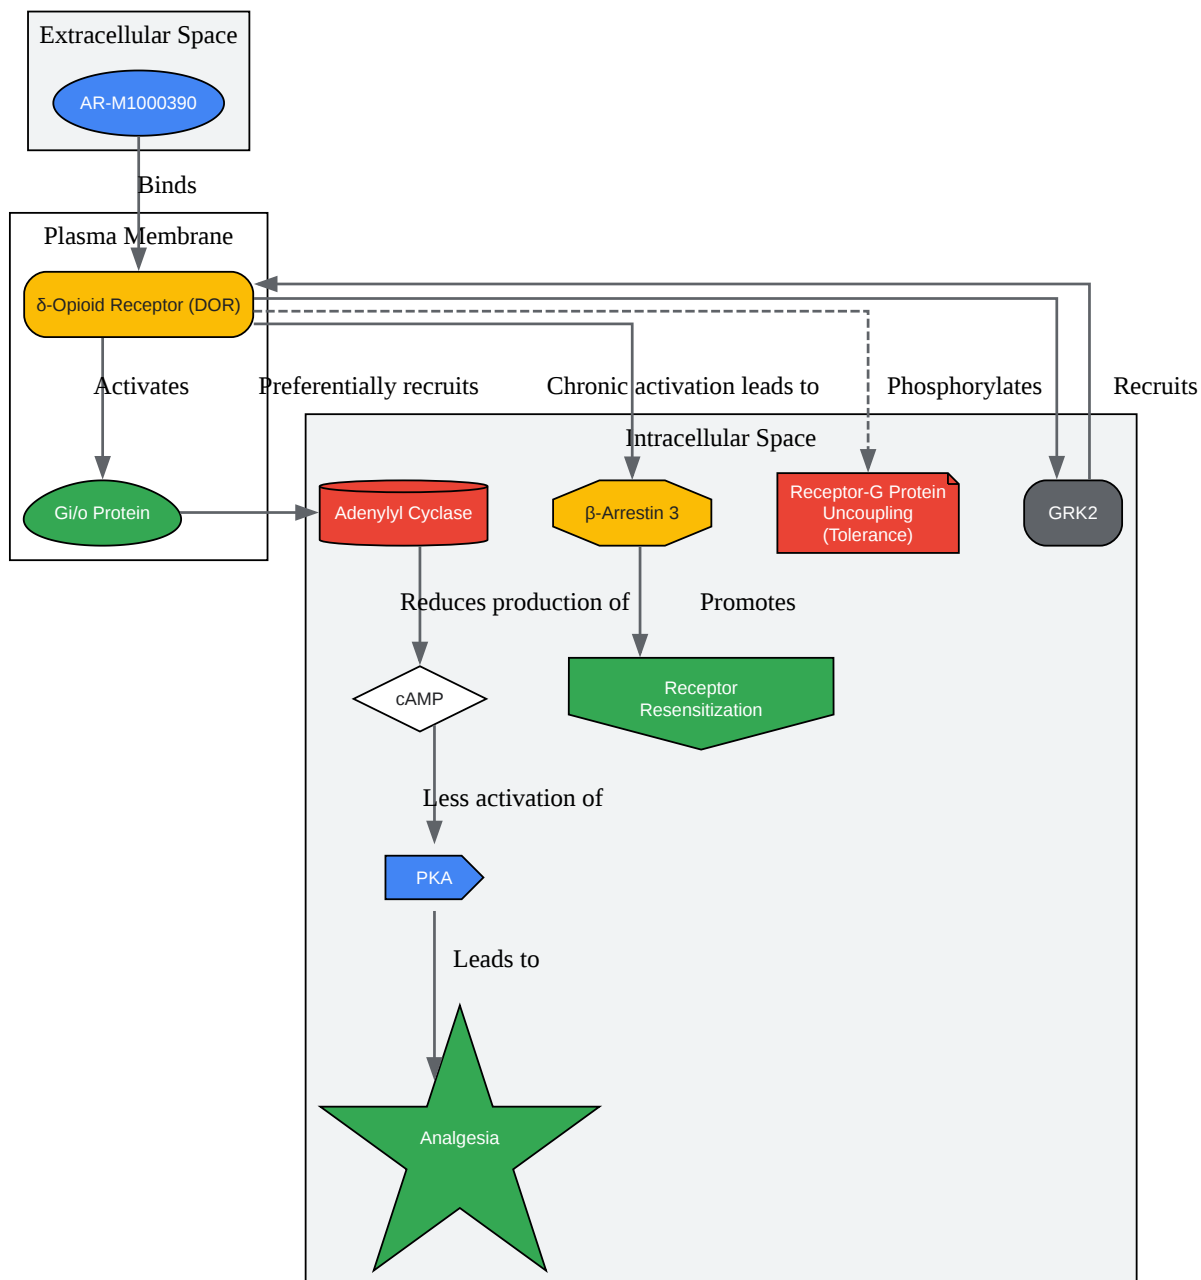 Extracellular Space
AR-M1000390
Binds
Plasma Membrane
δ-Opioid Receptor (DOR)
Activates
Preferentially recruits
Chronic activation leads to
Phosphorylates
Recruits
Intracellular Space
Gi/o Protein
Adenylyl Cyclase
β-Arrestin 3
Receptor-G Protein
Uncoupling
(Tolerance)
GRK2
Reduces production of
Promotes
cAMP
Receptor
Resensitization
Less activation of
PKA
Leads to
Analgesia